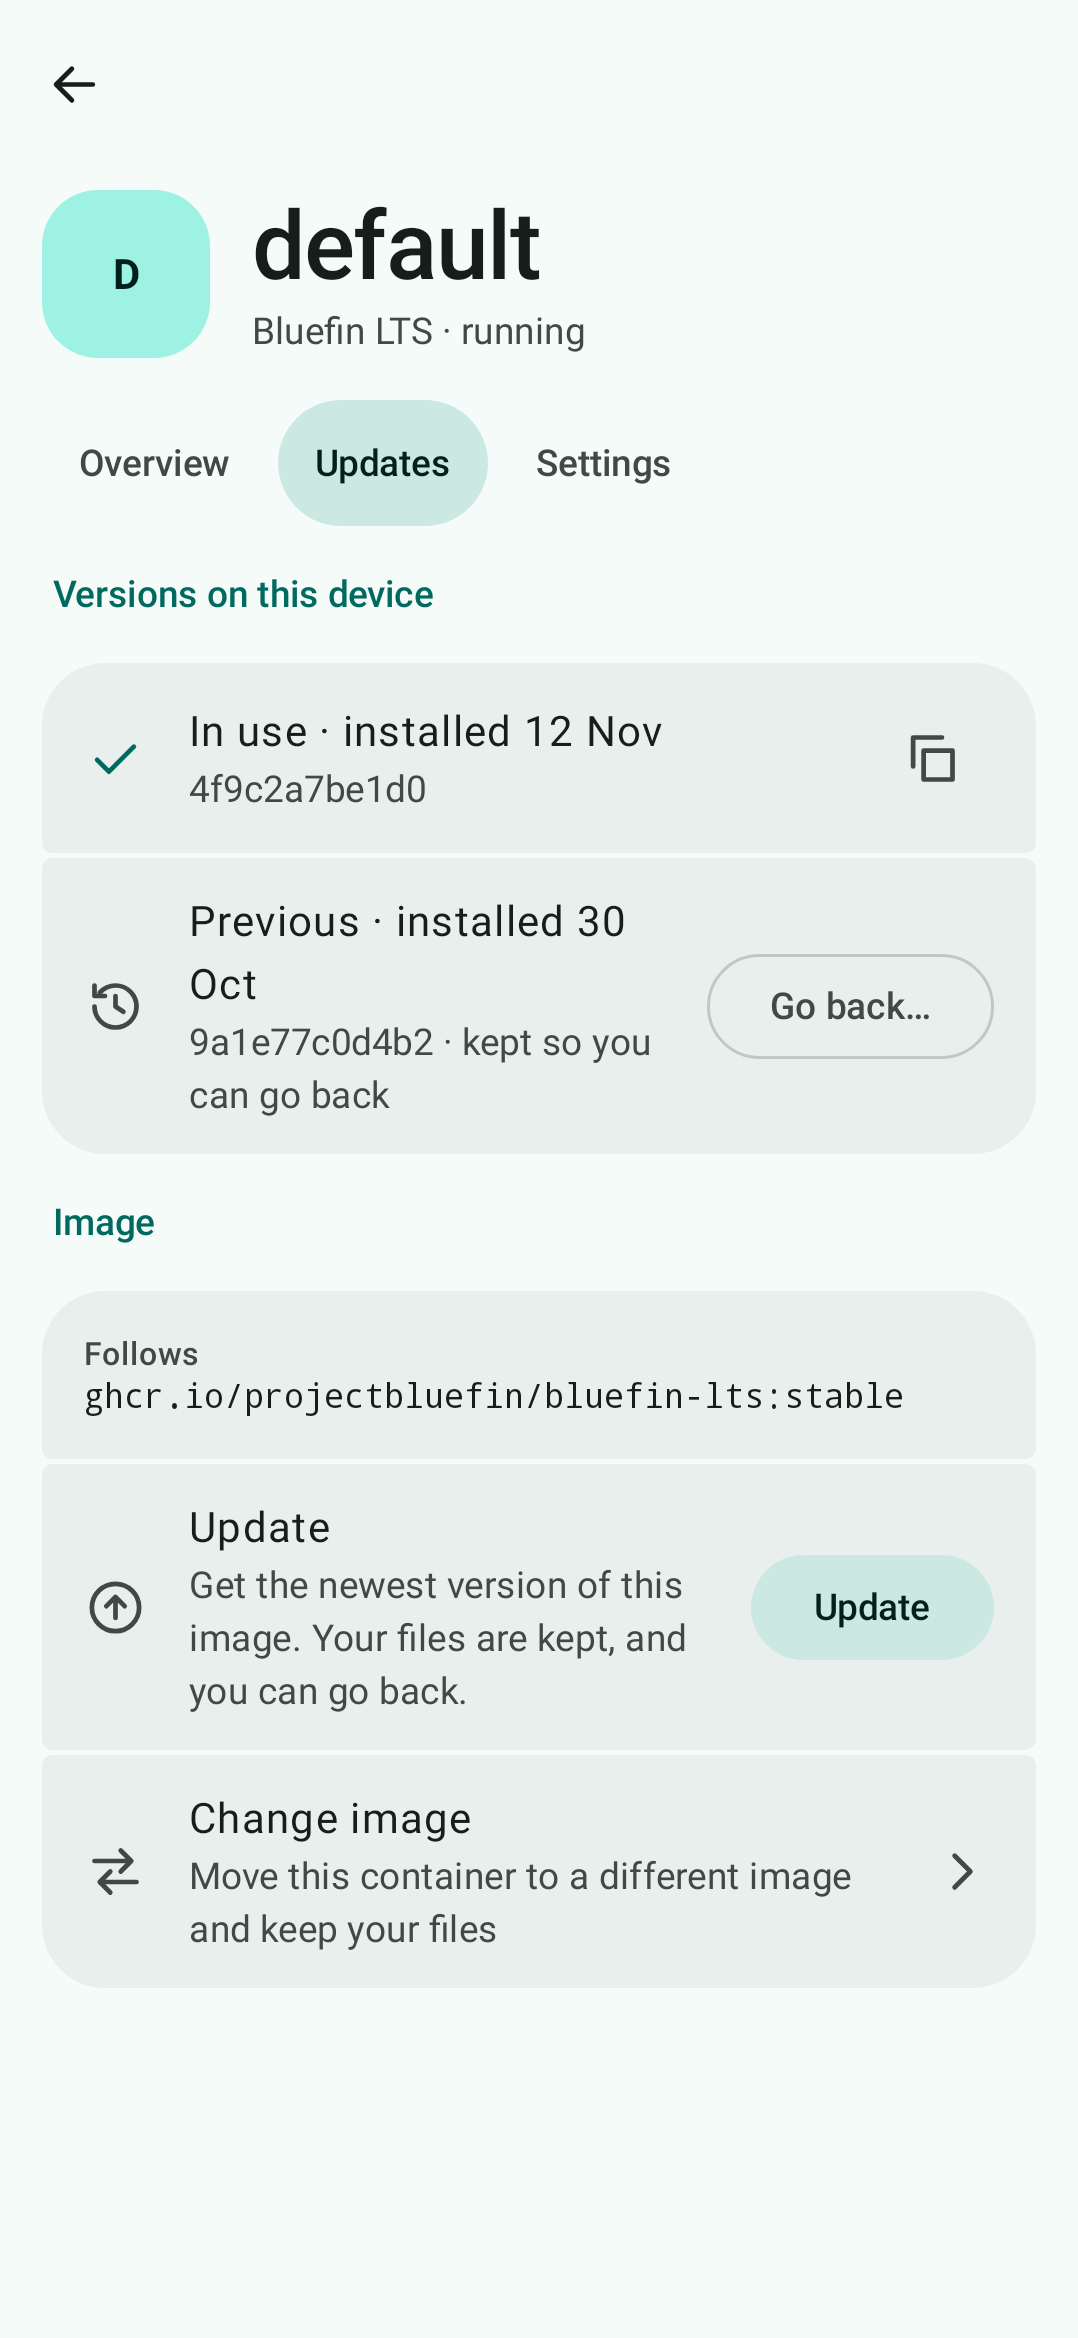 D
default
Bluefin LTS · running
Overview
Updates
Settings
Versions on this device
In use · installed 12 Nov
4f9c2a7be1d0
Previous · installed 30
Oct
9a1e77c0d4b2 · kept so you
can go back
Go back…
Image
Follows
ghcr.io/projectbluefin/bluefin-lts:stable
Update
Get the newest version of this
image. Your files are kept, and
you can go back.
Update
Change image
Move this container to a different image
and keep your files